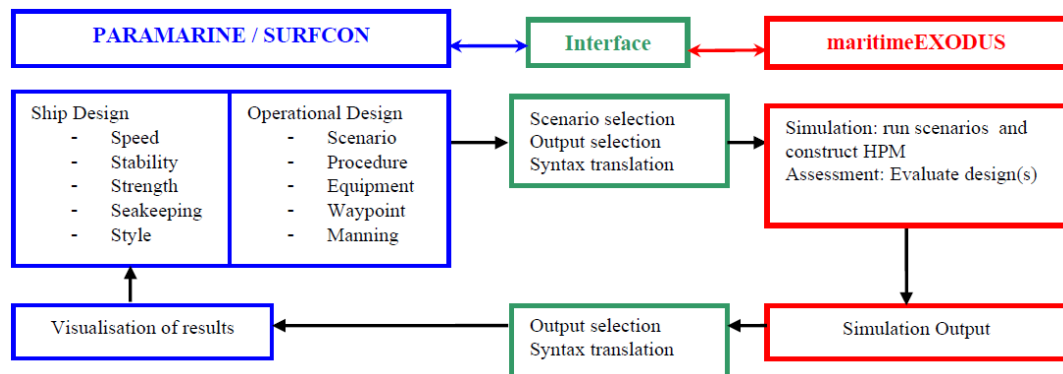 PARAMARINE / SURFCON
Interface
maritimeEXODUS
Ship Design
- Speed
- Stability
- Strength
- Seakeeping
- Style
Operational Design
- Scenario
- Procedure
- Equipment
- Waypoint
- Manning
Scenario selection
Output selection
Syntax translation
Simulation: run scenarios and
construct HPM
Assessment: Evaluate design(s)
Visualisation of results
Output selection
Syntax translation
Simulation Output